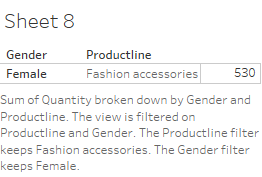 Sheet 8
Gender Productline
Female Fashion accessories 530
Sum of Quantity broken down by Gender and
Productline. The view is filtered on
Productline and Gender. The Productline filter
keeps Fashion accessories. The Gender filter
keeps Female.